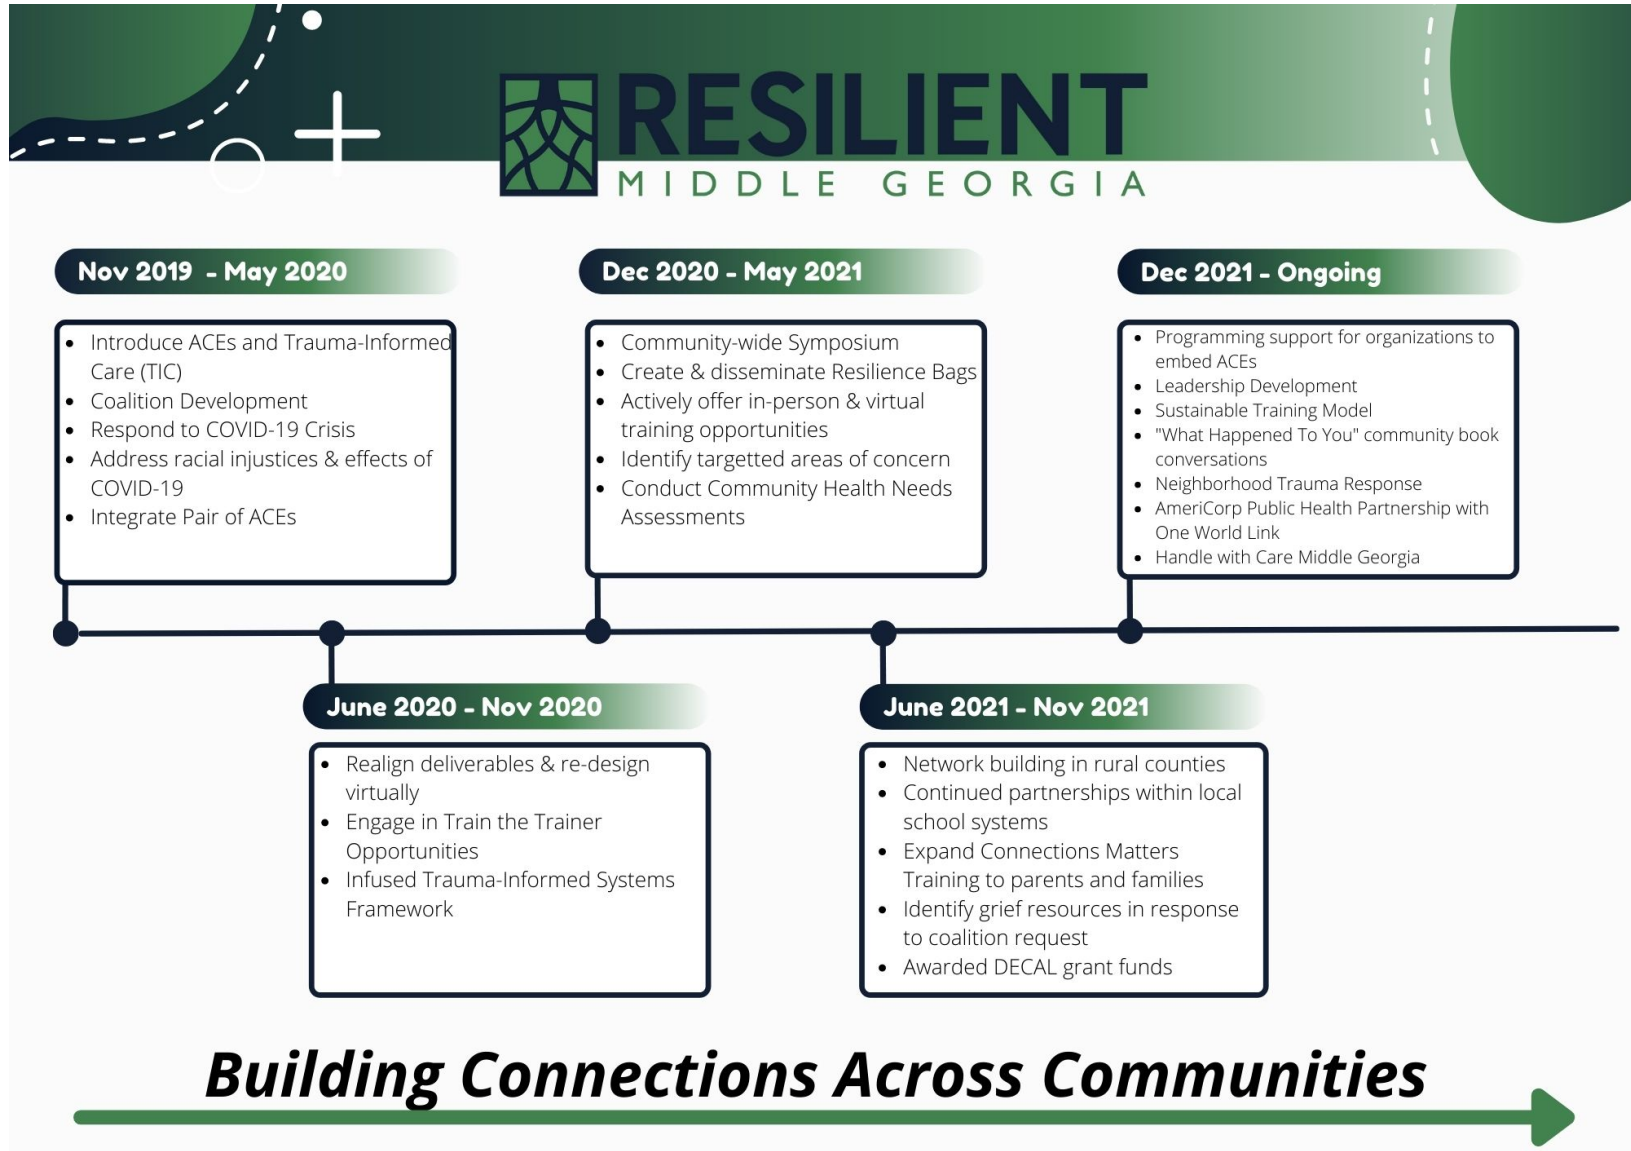 RESILIENT
MIDDLE GEORGIA
Nov 2019 - May 2020
• Introduce ACEs and Trauma-Informed
Care (TIC)
• Coalition Development
• Respond to COVID-19 Crisis
• Address racial injustices & effects of
COVID-19
• Integrate Pair of ACEs
June 2020 - Nov 2020
• Realign deliverables & re-design
virtually
• Engage in Train the Trainer
Opportunities
• Infused Trauma-Informed Systems
Framework
Dec 2020 - May 2021
• Community-wide Symposium
• Create & disseminate Resilience Bags
• Actively offer in-person & virtual
training opportunities
• Identify targetted areas of concern
• Conduct Community Health Needs
Assessments
June 2021 - Nov 2021
• Network building in rural counties
• Continued partnerships within local
school systems
• Expand Connections Matters
Training to parents and families
• Identify grief resources in response
to coalition request
• Awarded DECAL grant funds
Dec 2021 - Ongoing
• Programming support for organizations to
embed ACEs
• Leadership Development
• Sustainable Training Model
• "What Happened To You" community book
conversations
• Neighborhood Trauma Response
• AmeriCorp Public Health Partnership with
One World Link
• Handle with Care Middle Georgia
Building Connections Across Communities